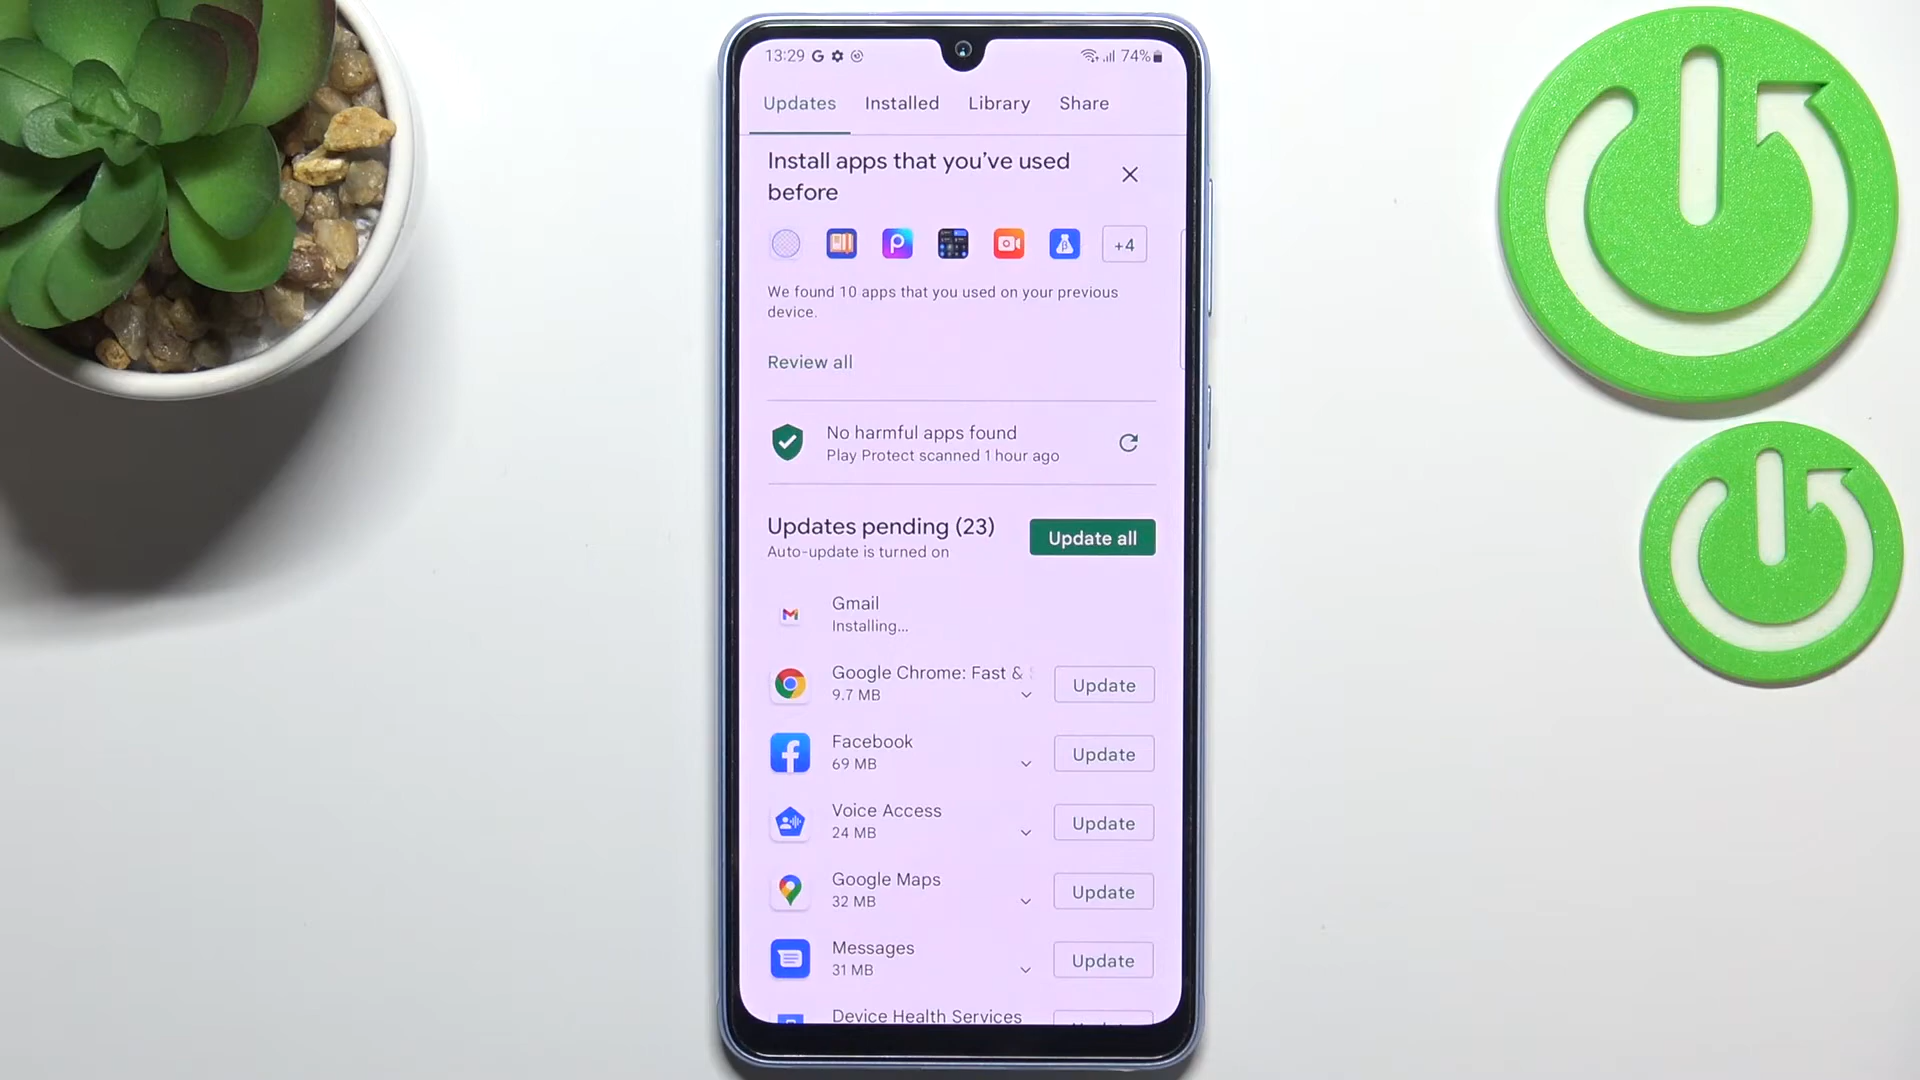 13:29 74%
Updates Installed Library Share
Install apps that you've used
before
+4
We found 10 apps that you used on your previous
device.
Review all
No harmful apps found
Play Protect scanned 1 hour ago
Updates pending (23)
Auto-update is turned on
Update all
Gmail
Installing...
Google Chrome: Fast &
9.7 MB
Update
Facebook
69 MB
Update
Voice Access
24 MB
Update
Google Maps
32 MB
Update
Messages
31 MB
Update
Device Health Services